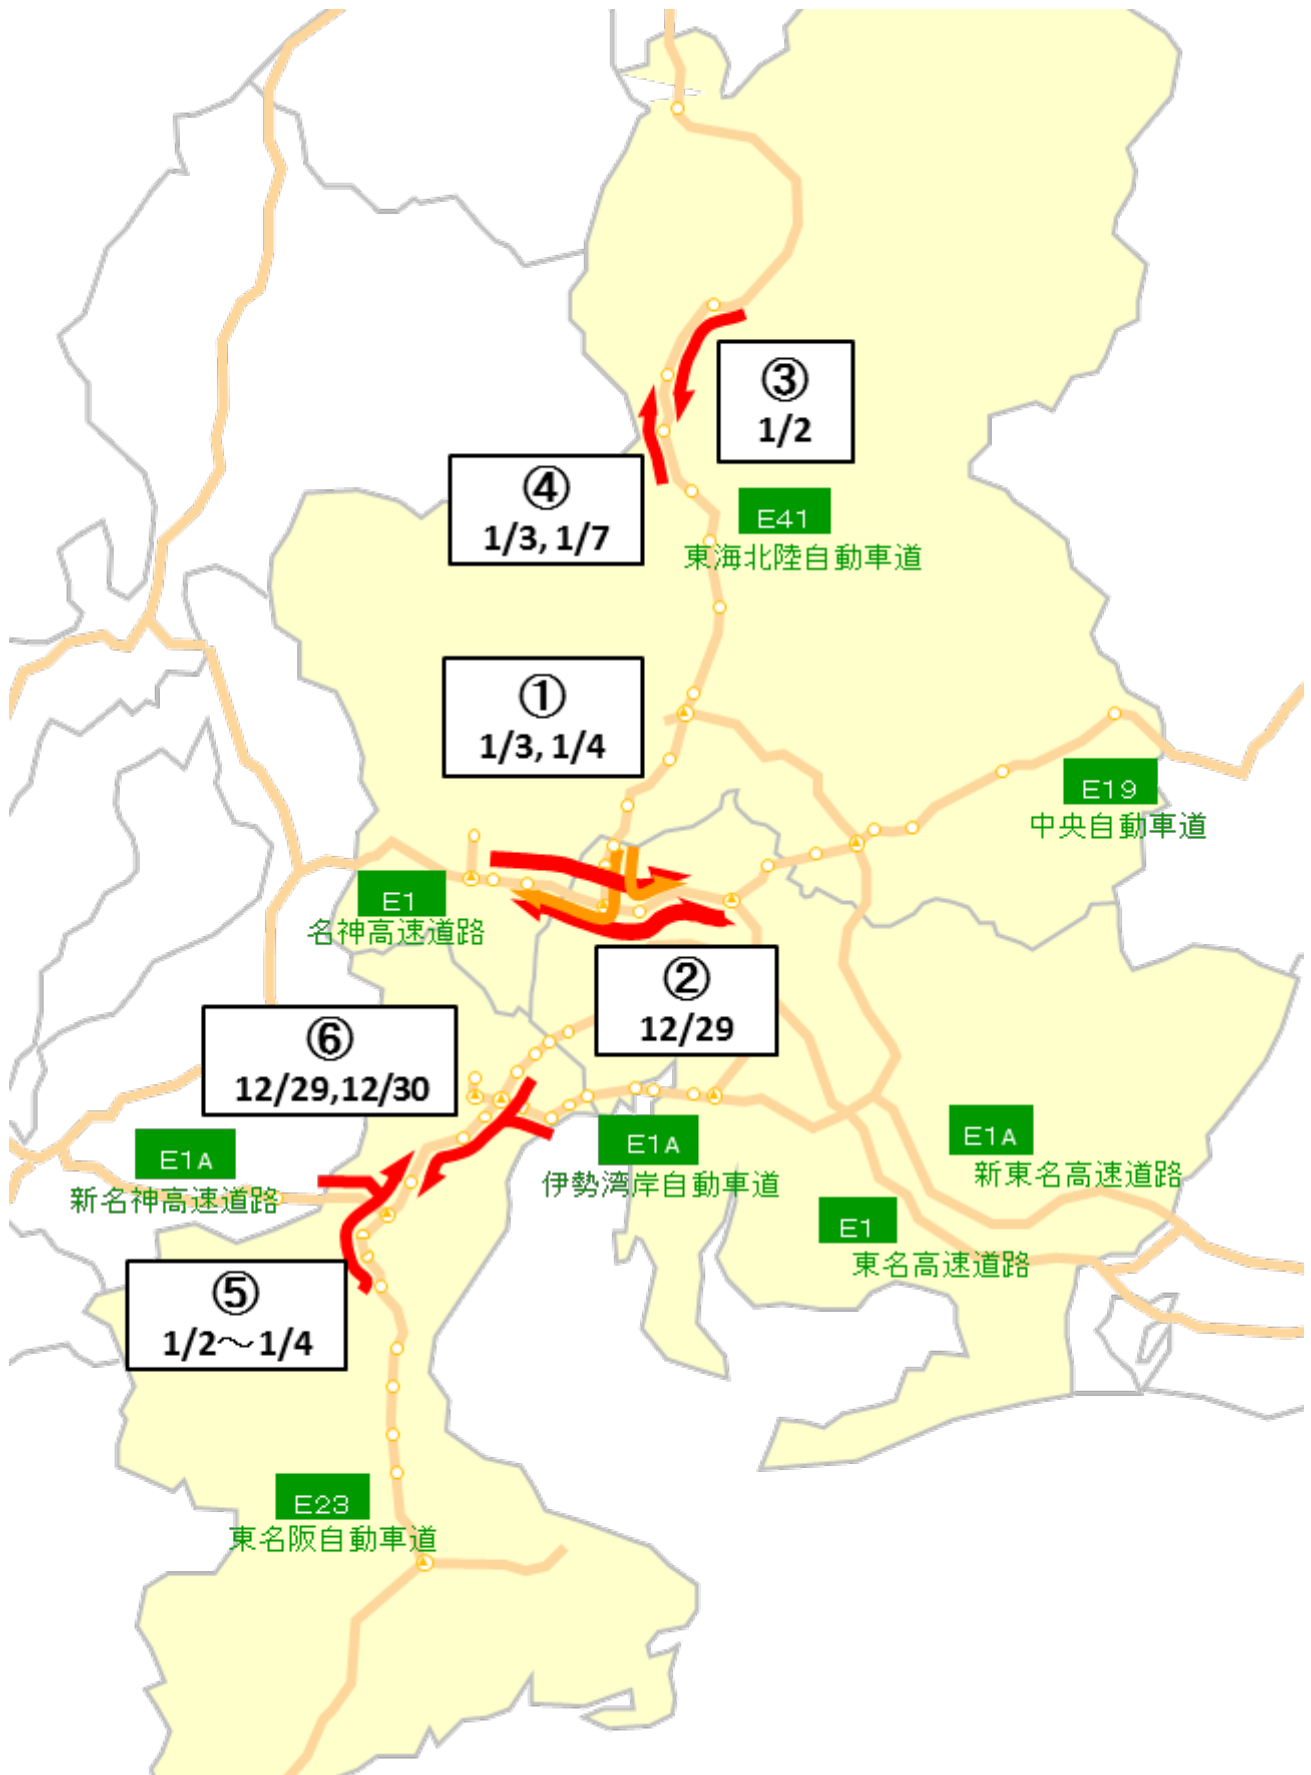 ③
1/2
④
1/3, 1/7
E41
東海北陸自動車道
①
1/3, 1/4
E19
中央自動車道
E1
名神高速道路
②
12/29
⑥
12/29,12/30
E1A
新名神高速道路
E1A
伊勢湾岸自動車道
E1A
新東名高速道路
E1
東名高速道路
⑤
1/2～1/4
E23
東名阪自動車道